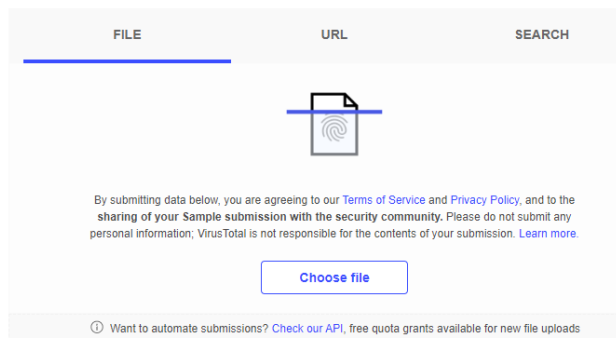 FILE URL SEARCH
By submitting data below, you are agreeing to our Terms of Service and Privacy Policy, and to the
sharing of your Sample submission with the security community. Please do not submit any
personal information; VirusTotal is not responsible for the contents of your submission. Learn more.
Choose file
Want to automate submissions? Check our API, free quota grants available for new file uploads